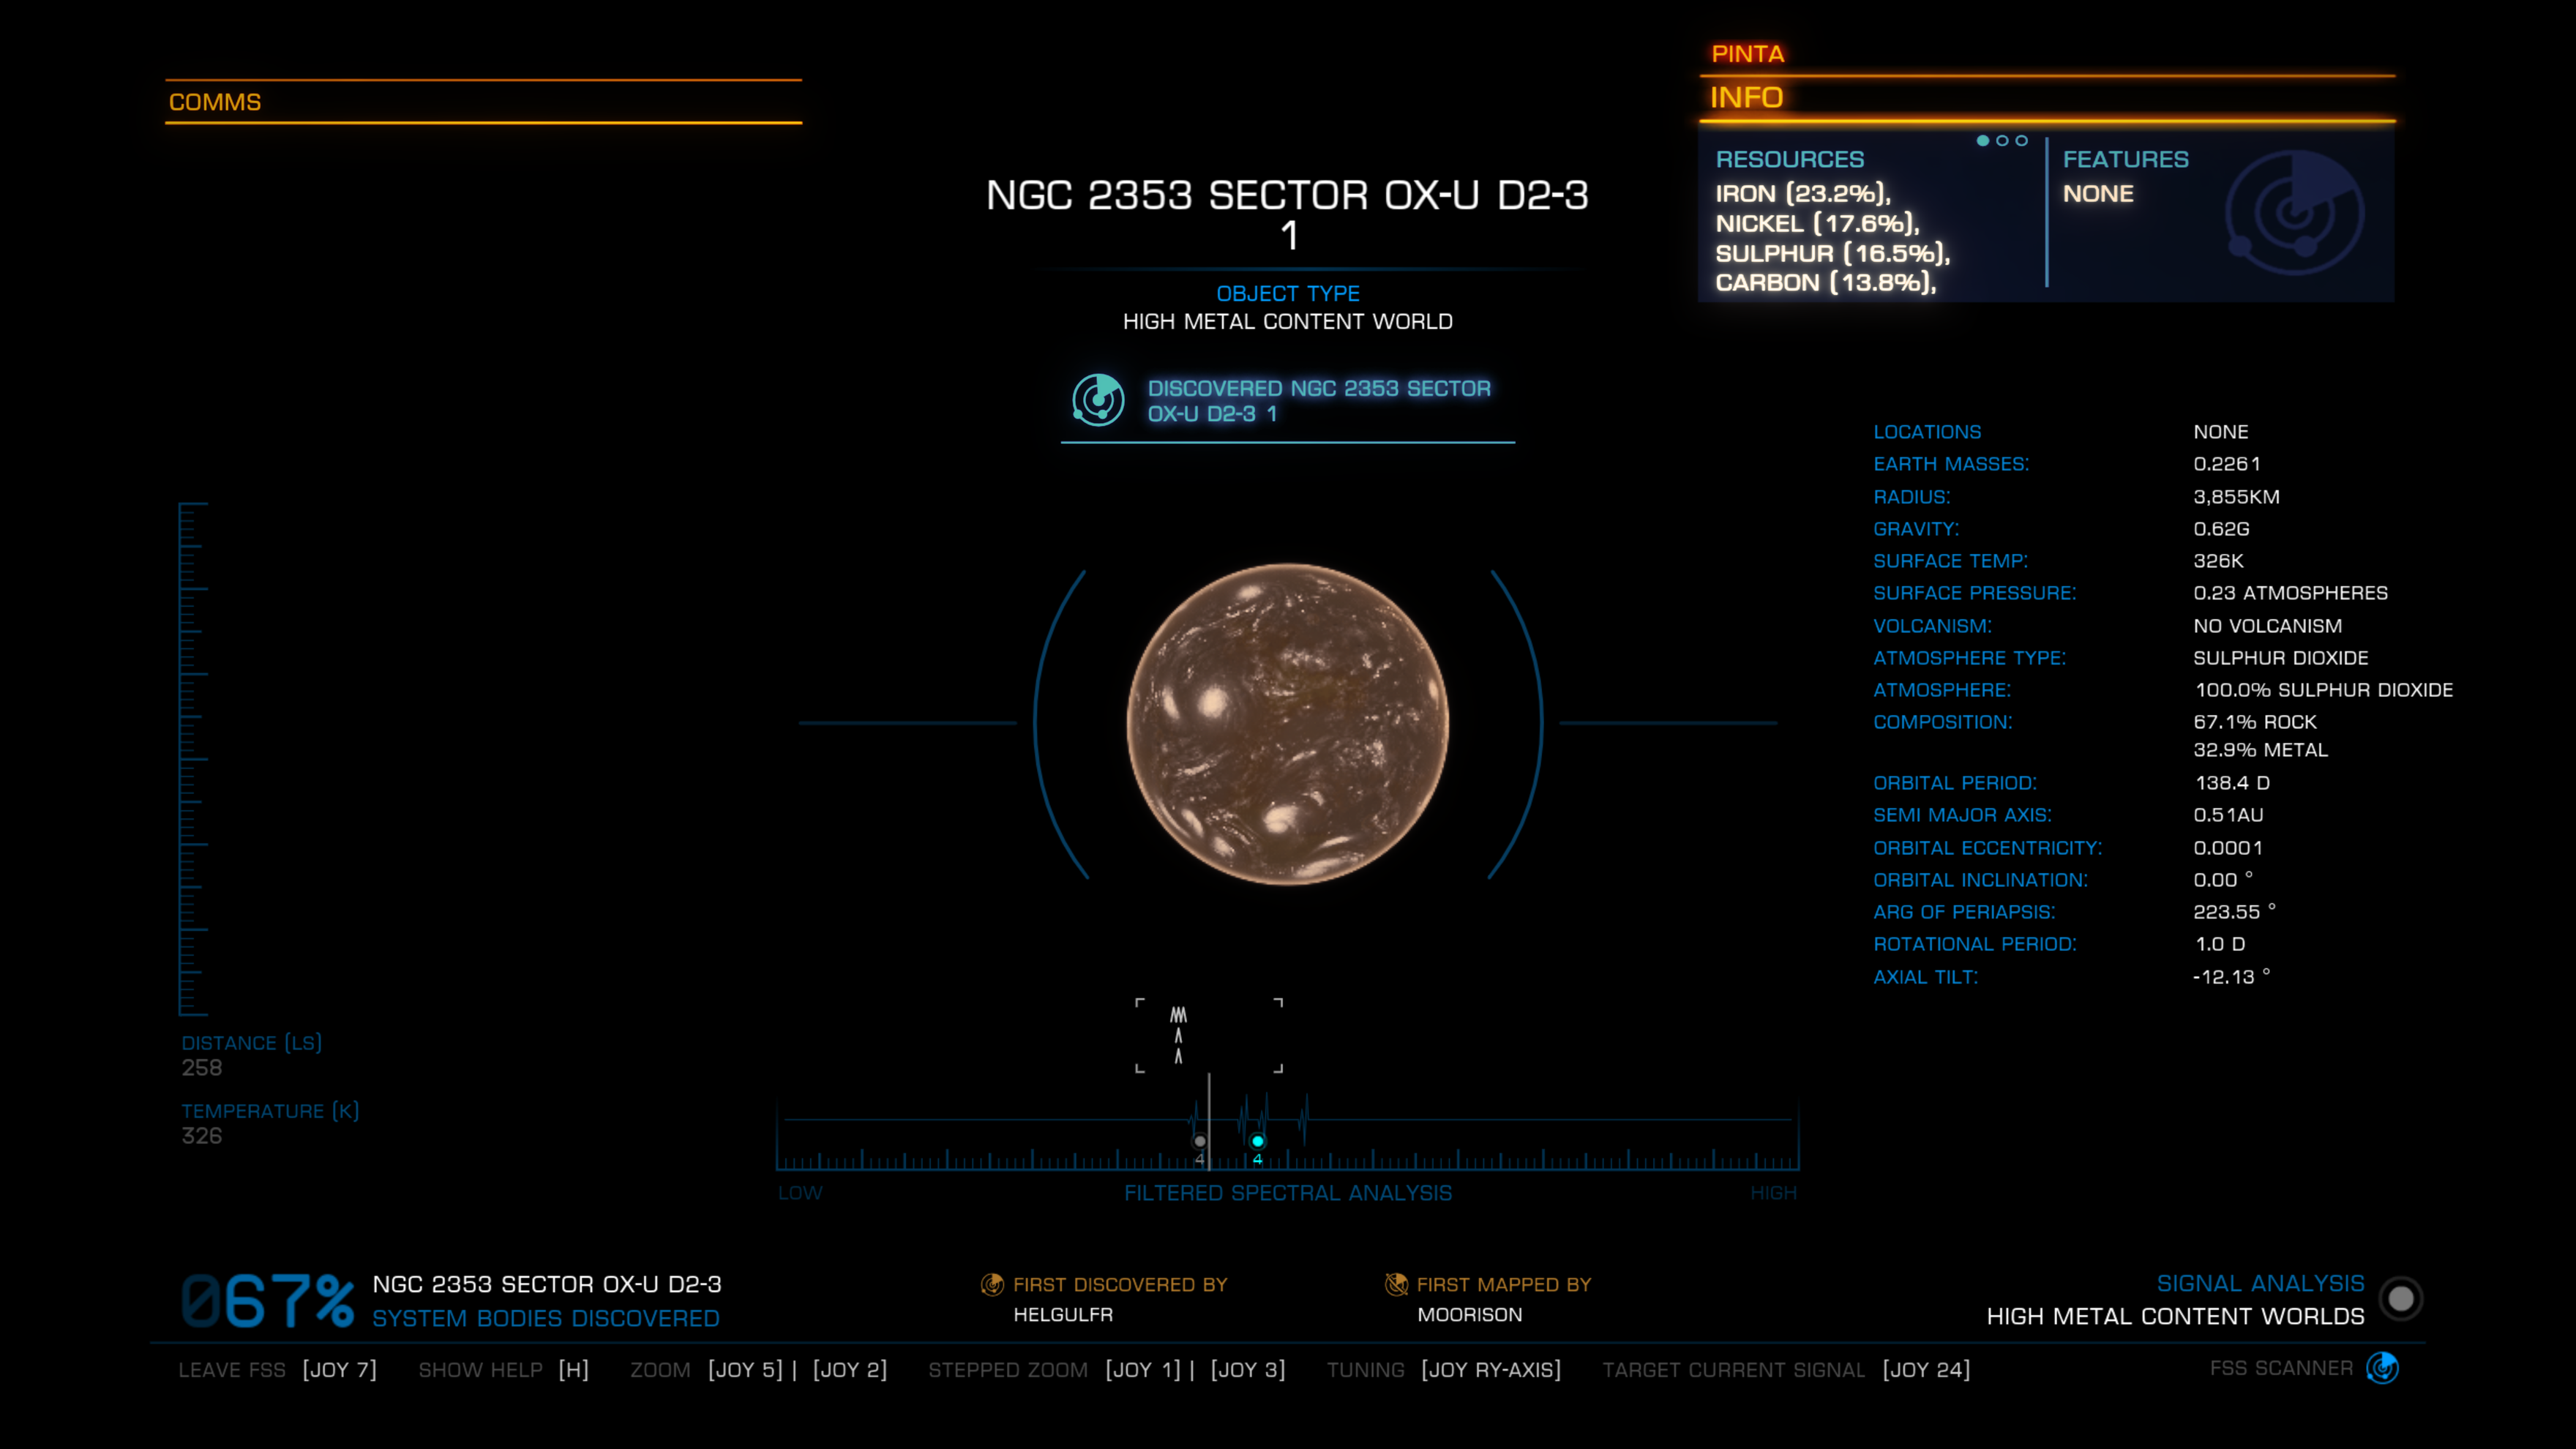 COMMS
PINTA
INFO
RESOURCES
IRON (23.2%),
NICKEL (17.6%),
SULPHUR (16.5%),
CARBON (13.8%),
FEATURES
NONE
NGC 2353 SECTOR OX-U D2-3
1
OBJECT TYPE
HIGH METAL CONTENT WORLD
DISCOVERED NGC 2353 SECTOR
OX-U D2-3 1
LOCATIONS NONE
EARTH MASSES: 0.2261
RADIUS: 3,855KM
GRAVITY: 0.62G
SURFACE TEMP: 326K
SURFACE PRESSURE: 0.23 ATMOSPHERES
VOLCANISM: NO VOLCANISM
ATMOSPHERE TYPE: SULPHUR DIOXIDE
ATMOSPHERE: 100.0% SULPHUR DIOXIDE
COMPOSITION: 67.1% ROCK
32.9% METAL
ORBITAL PERIOD: 138.4 D
SEMI MAJOR AXIS: 0.51AU
ORBITAL ECCENTRICITY: 0.0001
ORBITAL INCLINATION: 0.00 °
ARG OF PERIAPSIS: 223.55 °
ROTATIONAL PERIOD: 1.0 D
AXIAL TILT: -12.13 °
DISTANCE (LS)
258
TEMPERATURE (K)
326
4 4
LOW FILTERED SPECTRAL ANALYSIS HIGH
067%
NGC 2353 SECTOR OX-U D2-3
SYSTEM BODIES DISCOVERED
FIRST DISCOVERED BY
HELGULFR
FIRST MAPPED BY
MOORISON
SIGNAL ANALYSIS
HIGH METAL CONTENT WORLDS
LEAVE FSS [JOY 7] SHOW HELP [H] ZOOM [JOY 5] | [JOY 2] STEPPED ZOOM [JOY 1] | [JOY 3] TUNING [JOY RY-AXIS] TARGET CURRENT SIGNAL [JOY 24] FSS SCANNER